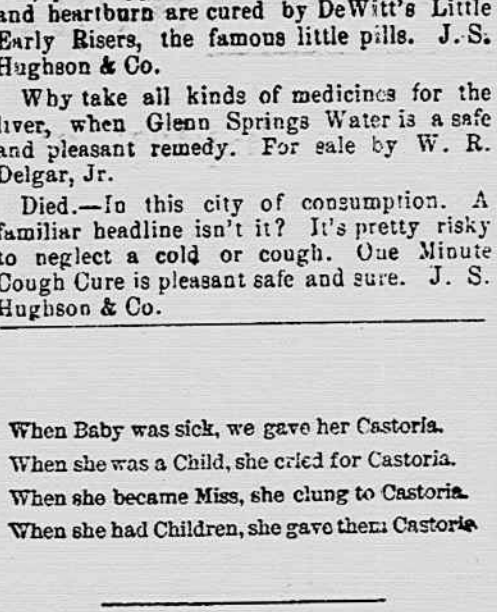 and heartburn are cured by DeWitt's Little
Early Risers, the famous little pills. J. S.
Hughson & Co.
Why take all kinds of medicines for the
liver, when Glenn Springs Water is a safe
and pleasant remedy. For sale by W. R.
Delgar, Jr.
Died.—In this city of consumption. A
familiar headline isn't it? It's pretty risky
to neglect a cold or cough. One Minute
Cough Cure is pleasant safe and sure. J. S.
Hughson & Co.
When Baby was sick, we gave her Castoria.
When she was a Child, she cried for Castoria.
When she became Miss, she clung to Castoria.
When she had Children, she gave them Castoria